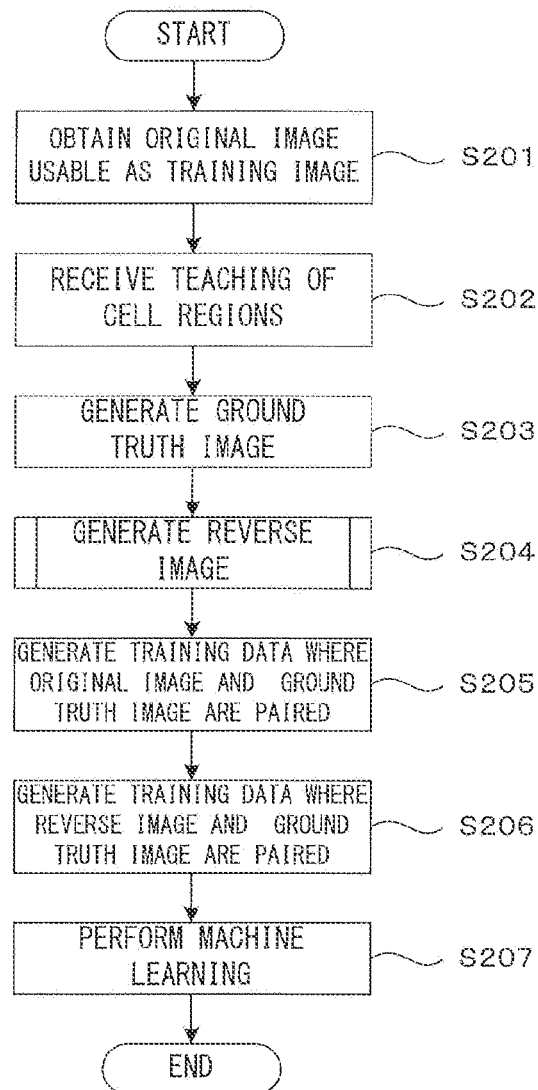 START
OBTAIN ORIGINAL IMAGE
USABLE AS TRAINING IMAGE
S201
RECEIVE TEACHING OF
CELL REGIONS
S202
GENERATE GROUND
TRUTH IMAGE
S203
GENERATE REVERSE
IMAGE
S204
GENERATE TRAINING DATA WHERE
ORIGINAL IMAGE AND GROUND
TRUTH IMAGE ARE PAIRED
S205
GENERATE TRAINING DATA WHERE
REVERSE IMAGE AND GROUND
TRUTH IMAGE ARE PAIRED
S206
PERFORM MACHINE
LEARNING
S207
END